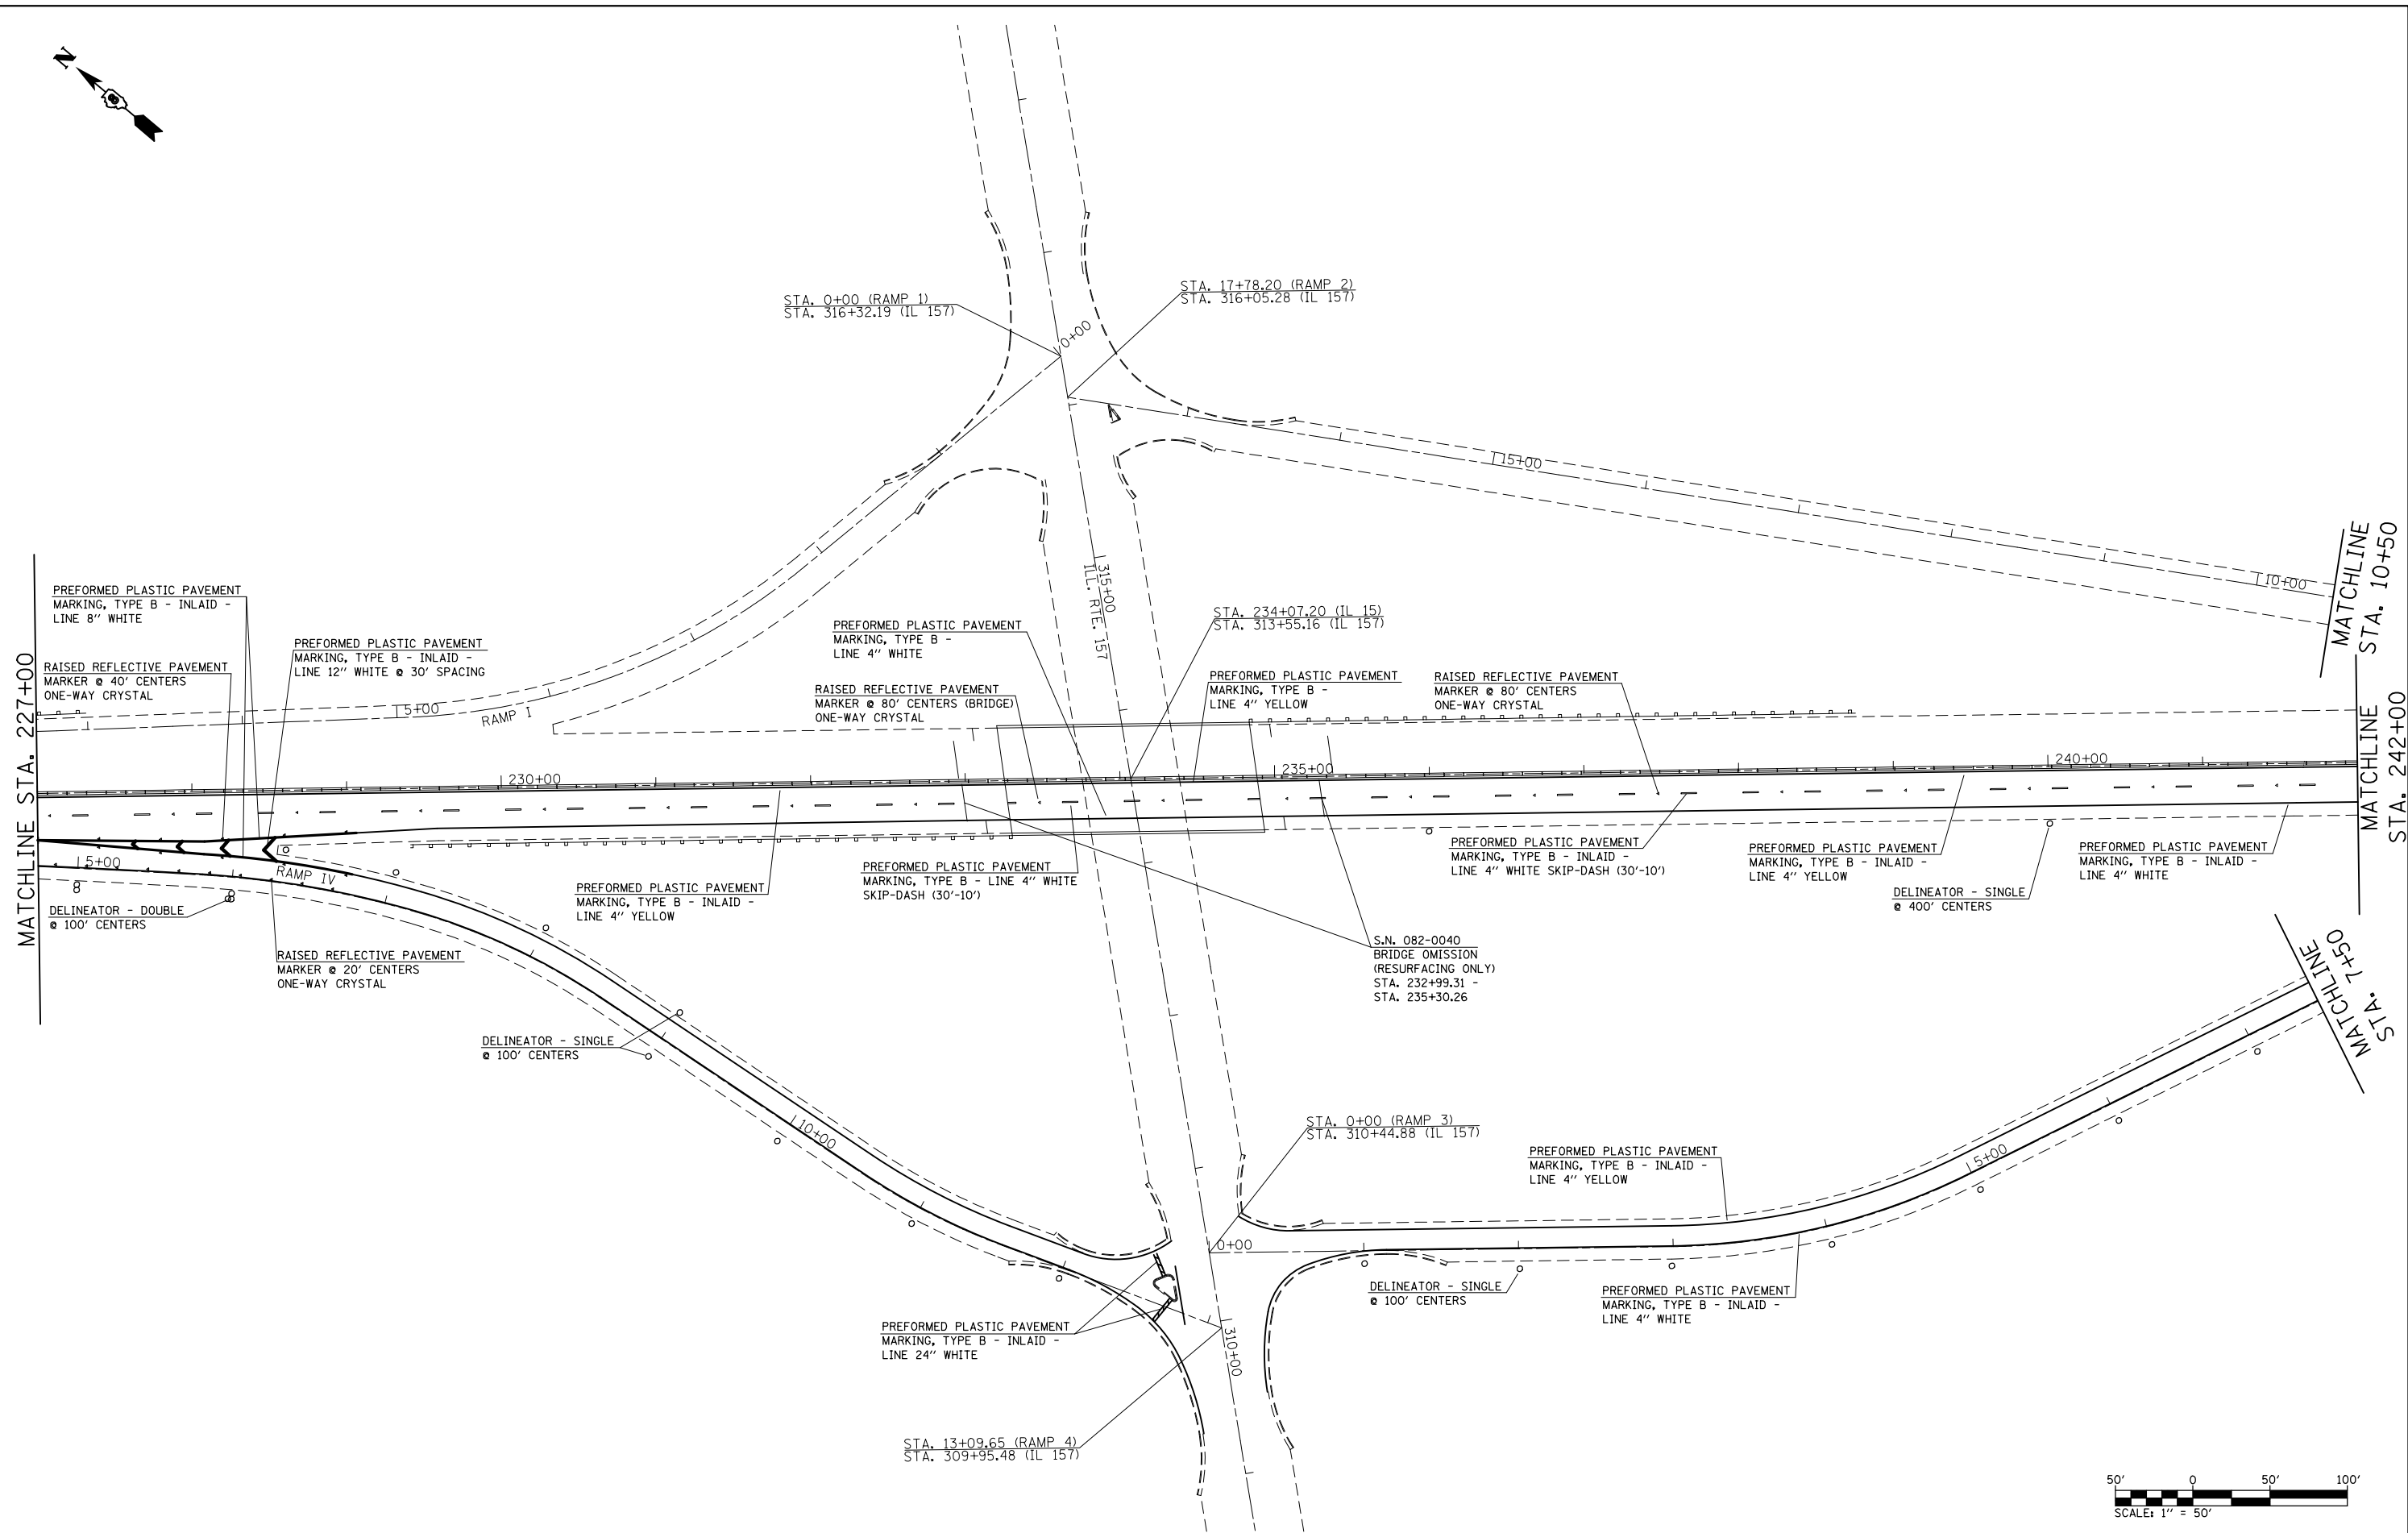 N
STA. 0+00 (RAMP 1)
STA. 316+32.19 (IL 157)
0+00
STA. 17+78.20 (RAMP 2)
STA. 316+05.28 (IL 157)
15+00
10+00
MATCHLINE
STA. 10+50
315+00
ILL. RTE. 157
STA. 234+07.20 (IL 15)
STA. 313+55.16 (IL 157)
MATCHLINE STA. 227+00
PREFORMED PLASTIC PAVEMENT
MARKING, TYPE B - INLAID -
LINE 8" WHITE
PREFORMED PLASTIC PAVEMENT
MARKING, TYPE B - INLAID -
LINE 12" WHITE @ 30' SPACING
RAISED REFLECTIVE PAVEMENT
MARKER @ 40' CENTERS
ONE-WAY CRYSTAL
5+00
RAMP I
PREFORMED PLASTIC PAVEMENT
MARKING, TYPE B -
LINE 4" WHITE
RAISED REFLECTIVE PAVEMENT
MARKER @ 80' CENTERS (BRIDGE)
ONE-WAY CRYSTAL
PREFORMED PLASTIC PAVEMENT
MARKING, TYPE B -
LINE 4" YELLOW
RAISED REFLECTIVE PAVEMENT
MARKER @ 80' CENTERS
ONE-WAY CRYSTAL
230+00
235+00
240+00
MATCHLINE
STA. 242+00
5+00
RAMP IV
DELINEATOR - DOUBLE
@ 100' CENTERS
RAISED REFLECTIVE PAVEMENT
MARKER @ 20' CENTERS
ONE-WAY CRYSTAL
PREFORMED PLASTIC PAVEMENT
MARKING, TYPE B - INLAID -
LINE 4" YELLOW
PREFORMED PLASTIC PAVEMENT
MARKING, TYPE B - LINE 4" WHITE
SKIP-DASH (30'-10')
PREFORMED PLASTIC PAVEMENT
MARKING, TYPE B - INLAID -
LINE 4" WHITE SKIP-DASH (30'-10')
PREFORMED PLASTIC PAVEMENT
MARKING, TYPE B - INLAID -
LINE 4" YELLOW
DELINEATOR - SINGLE
@ 400' CENTERS
PREFORMED PLASTIC PAVEMENT
MARKING, TYPE B - INLAID -
LINE 4" WHITE
S.N. 082-0040
BRIDGE OMISSION
(RESURFACING ONLY)
STA. 232+99.31 -
STA. 235+30.26
MATCHLINE
STA. 7+50
DELINEATOR - SINGLE
@ 100' CENTERS
10+00
STA. 0+00 (RAMP 3)
STA. 310+44.88 (IL 157)
PREFORMED PLASTIC PAVEMENT
MARKING, TYPE B - INLAID -
LINE 4" YELLOW
5+00
0+00
DELINEATOR - SINGLE
@ 100' CENTERS
PREFORMED PLASTIC PAVEMENT
MARKING, TYPE B - INLAID -
LINE 4" WHITE
PREFORMED PLASTIC PAVEMENT
MARKING, TYPE B - INLAID -
LINE 24" WHITE
310+00
STA. 13+09.65 (RAMP 4)
STA. 309+95.48 (IL 157)
50' 0 50' 100'
SCALE: 1" = 50'